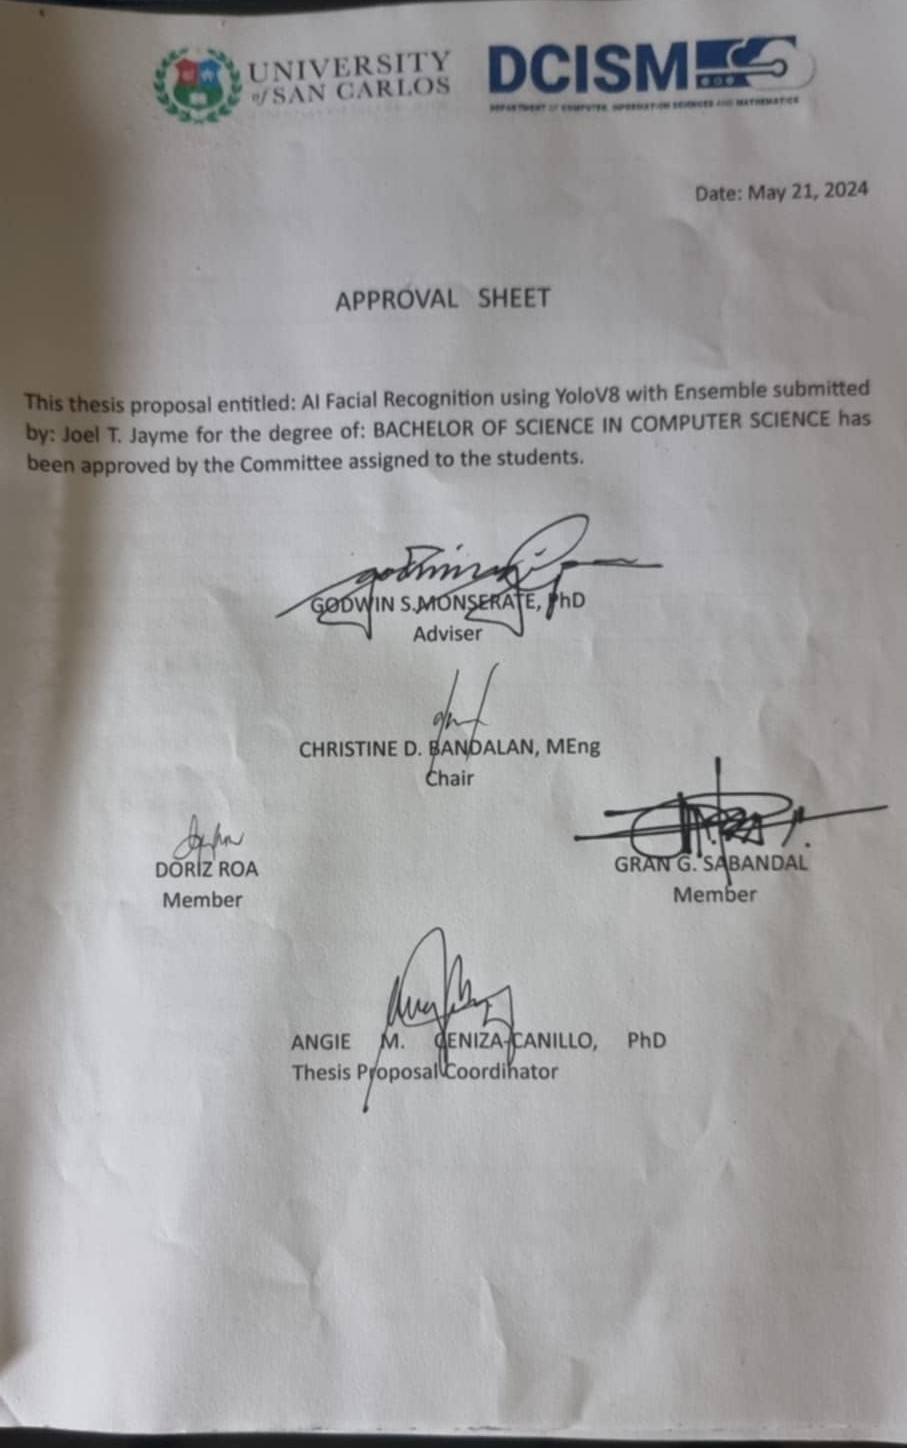 UNIVERSITY
of SAN CARLOS
DCISM
DEPARTMENT OF COMPUTER, INFORMATION SCIENCES AND MATHEMATICS
Date: May 21, 2024
APPROVAL SHEET
This thesis proposal entitled: AI Facial Recognition using YoloV8 with Ensemble submitted
by: Joel T. Jayme for the degree of: BACHELOR OF SCIENCE IN COMPUTER SCIENCE has
been approved by the Committee assigned to the students.
GODWIN S.MONSERATE, PhD
Adviser
CHRISTINE D. BANDALAN, MEng
Chair
DORIZ ROA
Member
GRAN G. SABANDAL
Member
ANGIE M. CENIZA-CANILLO, PhD
Thesis Proposal Coordinator